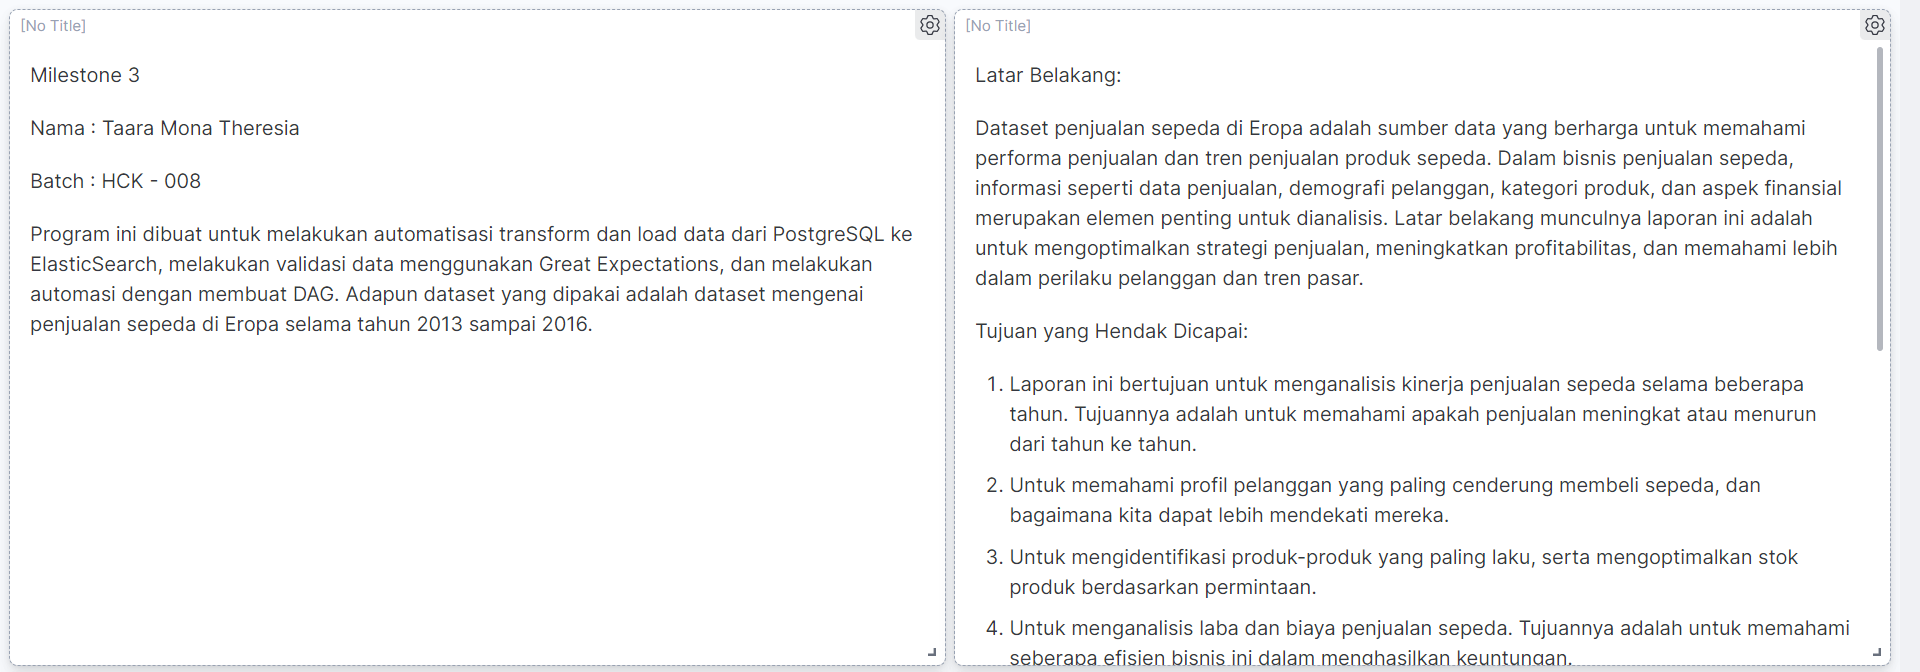 [No Title]
Milestone 3
Nama : Taara Mona Theresia
Batch : HCK - 008
Program ini dibuat untuk melakukan automatisasi transform dan load data dari PostgreSQL ke
ElasticSearch, melakukan validasi data menggunakan Great Expectations, dan melakukan
automasi dengan membuat DAG. Adapun dataset yang dipakai adalah dataset mengenai
penjualan sepeda di Eropa selama tahun 2013 sampai 2016.
[No Title]
Latar Belakang:
Dataset penjualan sepeda di Eropa adalah sumber data yang berharga untuk memahami
performa penjualan dan tren penjualan produk sepeda. Dalam bisnis penjualan sepeda,
informasi seperti data penjualan, demografi pelanggan, kategori produk, dan aspek finansial
merupakan elemen penting untuk dianalisis. Latar belakang munculnya laporan ini adalah
untuk mengoptimalkan strategi penjualan, meningkatkan profitabilitas, dan memahami lebih
dalam perilaku pelanggan dan tren pasar.
Tujuan yang Hendak Dicapai:
1. Laporan ini bertujuan untuk menganalisis kinerja penjualan sepeda selama beberapa
tahun. Tujuannya adalah untuk memahami apakah penjualan meningkat atau menurun
dari tahun ke tahun.
2. Untuk memahami profil pelanggan yang paling cenderung membeli sepeda, dan
bagaimana kita dapat lebih mendekati mereka.
3. Untuk mengidentifikasi produk-produk yang paling laku, serta mengoptimalkan stok
produk berdasarkan permintaan.
4. Untuk menganalisis laba dan biaya penjualan sepeda. Tujuannya adalah untuk memahami
seberapa efisien bisnis ini dalam menghasilkan keuntungan.